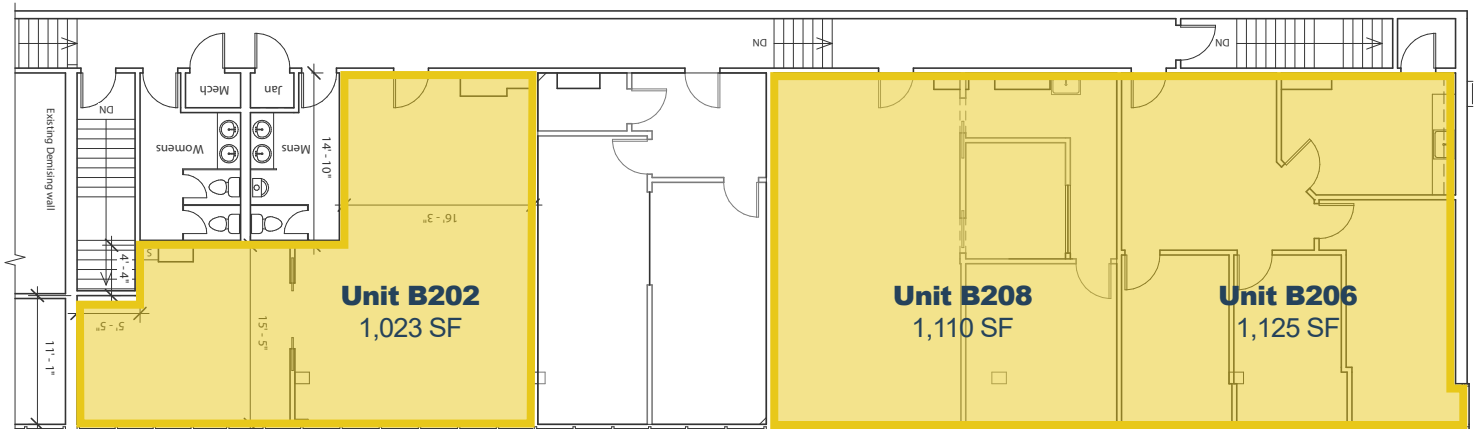 DN
DN
DN
Mech
Jan
Existing Demising wall
Womens
Mens
14'-10"
16'-3"
4'-4"
S
Unit B202
1,023 SF
Unit B208
1,110 SF
Unit B206
1,125 SF
5'-5"
15'-5"
11'-1"